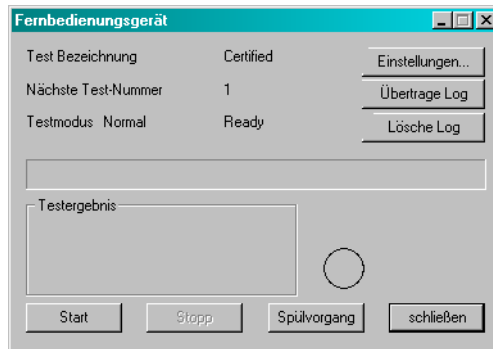 Fernbedienungsgerät
Test Bezeichnung Certified Einstellungen...
Nächste Test-Nummer 1 Übertrage Log
Testmodus Normal Ready Lösche Log
Testergebnis
Start Stopp Spülvorgang schließen